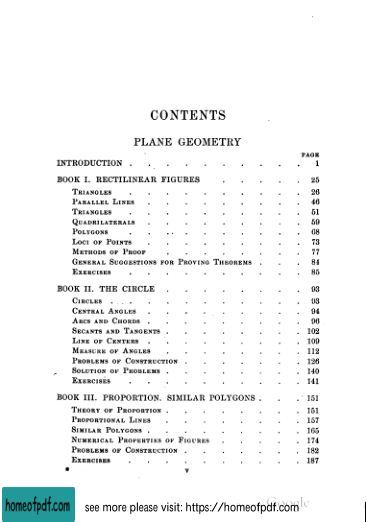 CONTENTS
PLANE GEOMETRY
PAGE
INTRODUCTION . . . . . . . . . . 1
BOOK I. RECTILINEAR FIGURES . . . . . 25
TRIANGLES . . . . . . . . . . 26
PARALLEL LINES . . . . . . . . . 46
TRIANGLES . . . . . . . . . . 51
QUADRILATERALS . . . . . . . . . 59
POLYGONS . . . . . . . . . . 68
LOCI OF POINTS . . . . . . . . . 73
METHODS OF PROOF . . . . . . . . 77
GENERAL SUGGESTIONS FOR PROVING THEOREMS . . . 84
EXERCISES . . . . . . . . . . 85
BOOK II. THE CIRCLE . . . . . . . . 93
CIRCLES . . . . . . . . . . . 93
CENTRAL ANGLES . . . . . . . . . 94
ARCS AND CHORDS . . . . . . . . . 96
SECANTS AND TANGENTS . . . . . . . . 102
LINE OF CENTERS . . . . . . . . . 109
MEASURE OF ANGLES . . . . . . . . 112
PROBLEMS OF CONSTRUCTION . . . . . . . 126
SOLUTION OF PROBLEMS . . . . . . . . 140
EXERCISES . . . . . . . . . . 141
BOOK III. PROPORTION. SIMILAR POLYGONS . . . 151
THEORY OF PROPORTION . . . . . . . . 151
PROPORTIONAL LINES . . . . . . . . 157
SIMILAR POLYGONS . . . . . . . . . 165
NUMERICAL PROPERTIES OF FIGURES . . . . . 174
PROBLEMS OF CONSTRUCTION . . . . . . . 182
EXERCISES . . . . . . . . . . 187
v
Google
homeofpdf.com
see more please visit: https://homeofpdf.com